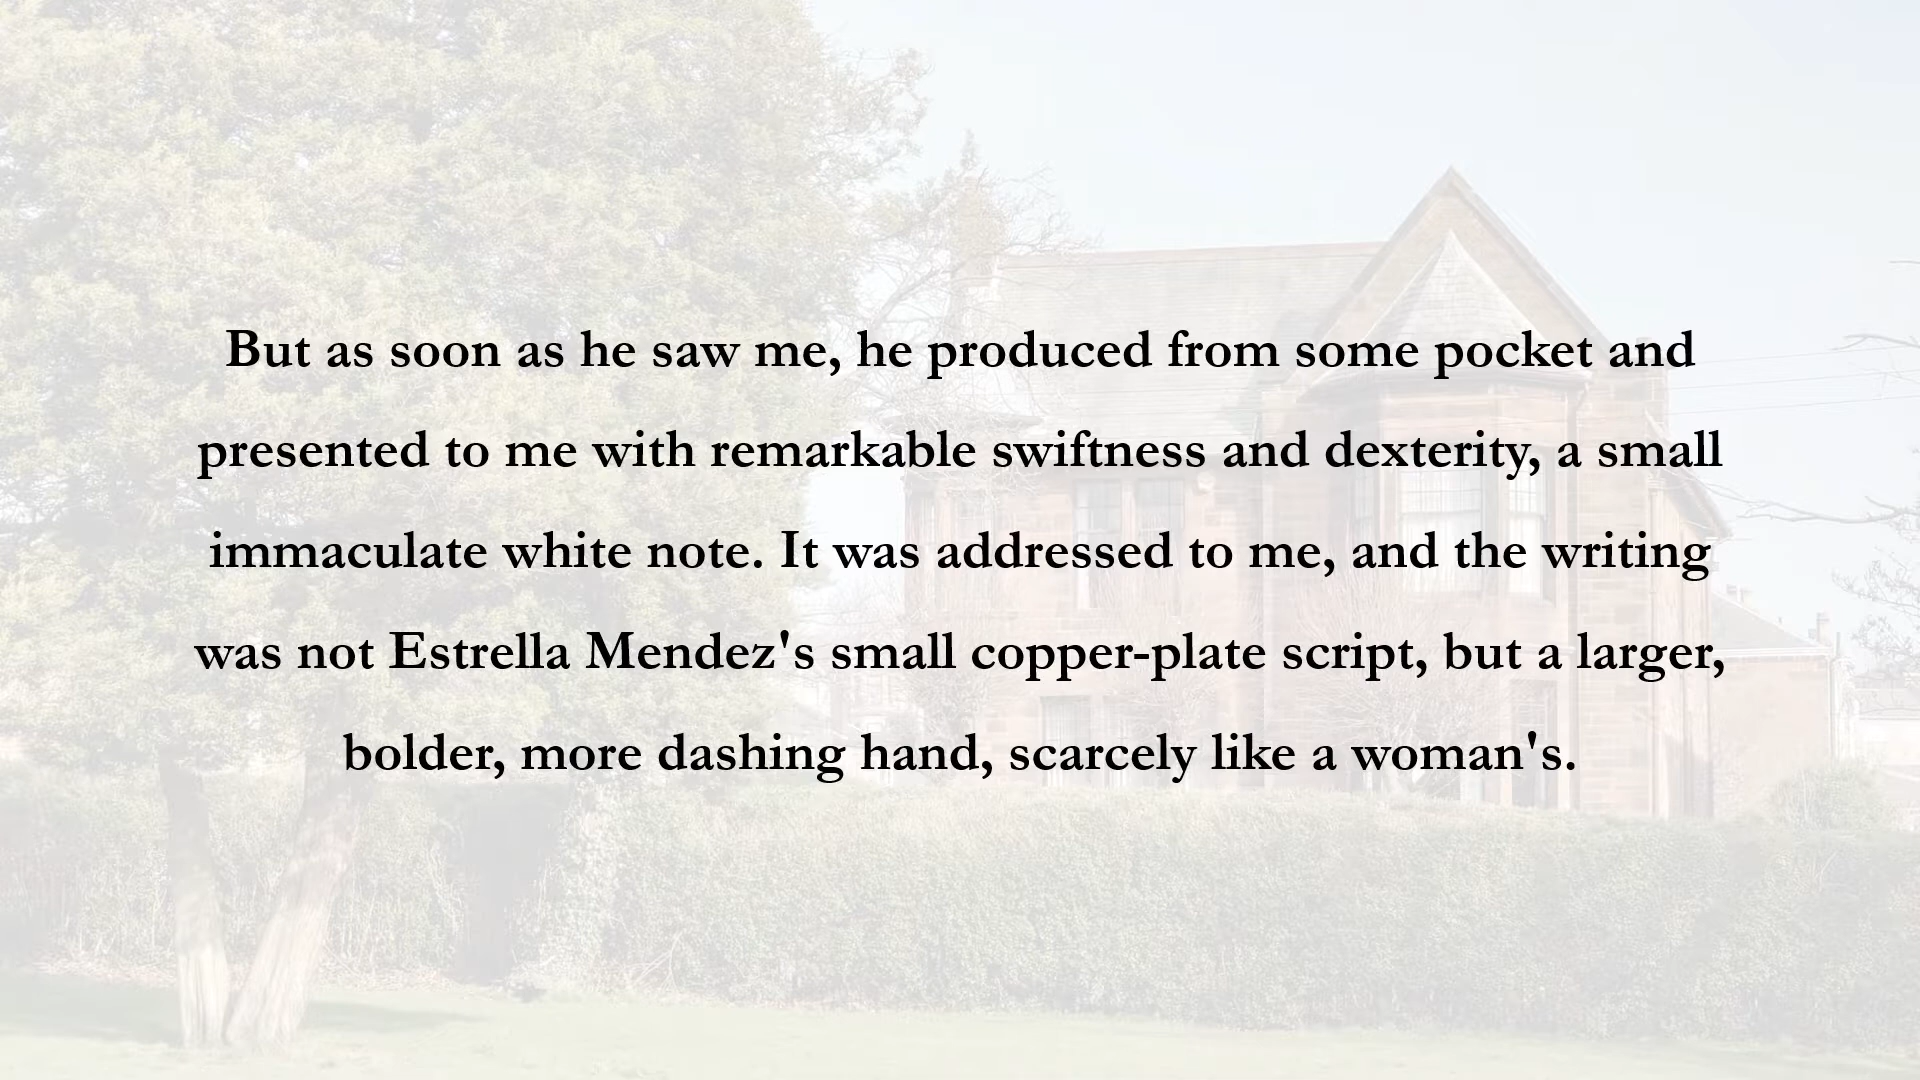 But as soon as he saw me, he produced from some pocket and
presented to me with remarkable swiftness and dexterity, a small
immaculate white note. It was addressed to me, and the writing
was not Estrella Mendez's small copper-plate script, but a larger,
bolder, more dashing hand, scarcely like a woman's.